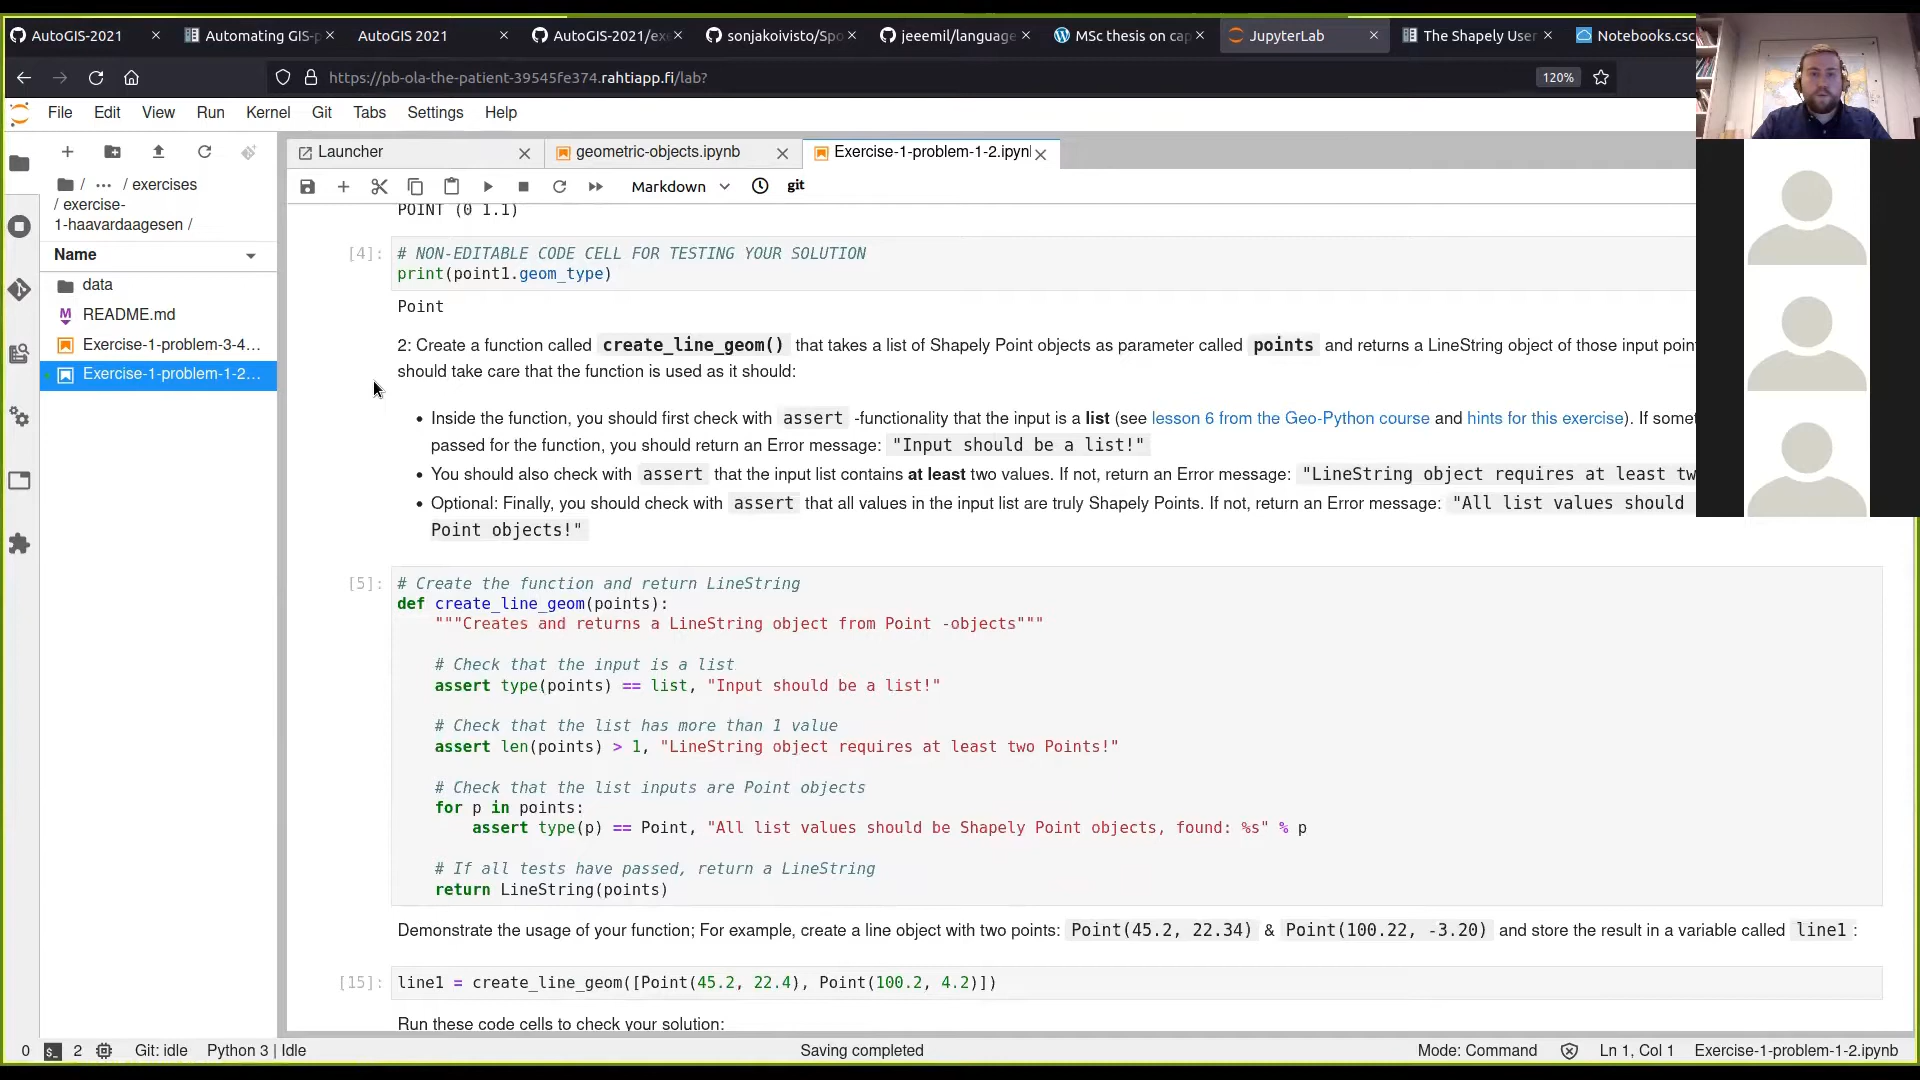 AutoGIS-2021
Automating GIS-p
AutoGIS 2021
AutoGIS-2021/exe
sonjakoivisto/Spo
jeeemil/language
MSc thesis on cap
JupyterLab
The Shapely User
Notebooks.csc
https://pb-ola-the-patient-39545fe374.rahtiapp.fi/lab?
120%
File Edit View Run Kernel Git Tabs Settings Help
Launcher
geometric-objects.ipynb
Exercise-1-problem-1-2.ipynb
Markdown
git
/ ... / exercises
/ exercise-
1-haavardaagesen /
Name
data
README.md
Exercise-1-problem-3-4...
Exercise-1-problem-1-2...
POINT (0 1.1)
[4]: # NON-EDITABLE CODE CELL FOR TESTING YOUR SOLUTION
print(point1.geom_type)
Point
2: Create a function called create_line_geom() that takes a list of Shapely Point objects as parameter called points and returns a LineString object of those input poin
should take care that the function is used as it should:
• Inside the function, you should first check with assert -functionality that the input is a list (see lesson 6 from the Geo-Python course and hints for this exercise). If somet
passed for the function, you should return an Error message: "Input should be a list!"
• You should also check with assert that the input list contains at least two values. If not, return an Error message: "LineString object requires at least tw
• Optional: Finally, you should check with assert that all values in the input list are truly Shapely Points. If not, return an Error message: "All list values should
Point objects!"
[5]: # Create the function and return LineString
def create_line_geom(points):
"""Creates and returns a LineString object from Point -objects"""
# Check that the input is a list
assert type(points) == list, "Input should be a list!"
# Check that the list has more than 1 value
assert len(points) > 1, "LineString object requires at least two Points!"
# Check that the list inputs are Point objects
for p in points:
assert type(p) == Point, "All list values should be Shapely Point objects, found: %s" % p
# If all tests have passed, return a LineString
return LineString(points)
Demonstrate the usage of your function; For example, create a line object with two points: Point(45.2, 22.34) & Point(100.22, -3.20) and store the result in a variable called line1 :
[15]: line1 = create_line_geom([Point(45.2, 22.4), Point(100.2, 4.2)])
Run these code cells to check your solution:
0 2 Git: idle Python 3 | Idle Saving completed Mode: Command Ln 1, Col 1 Exercise-1-problem-1-2.ipynb